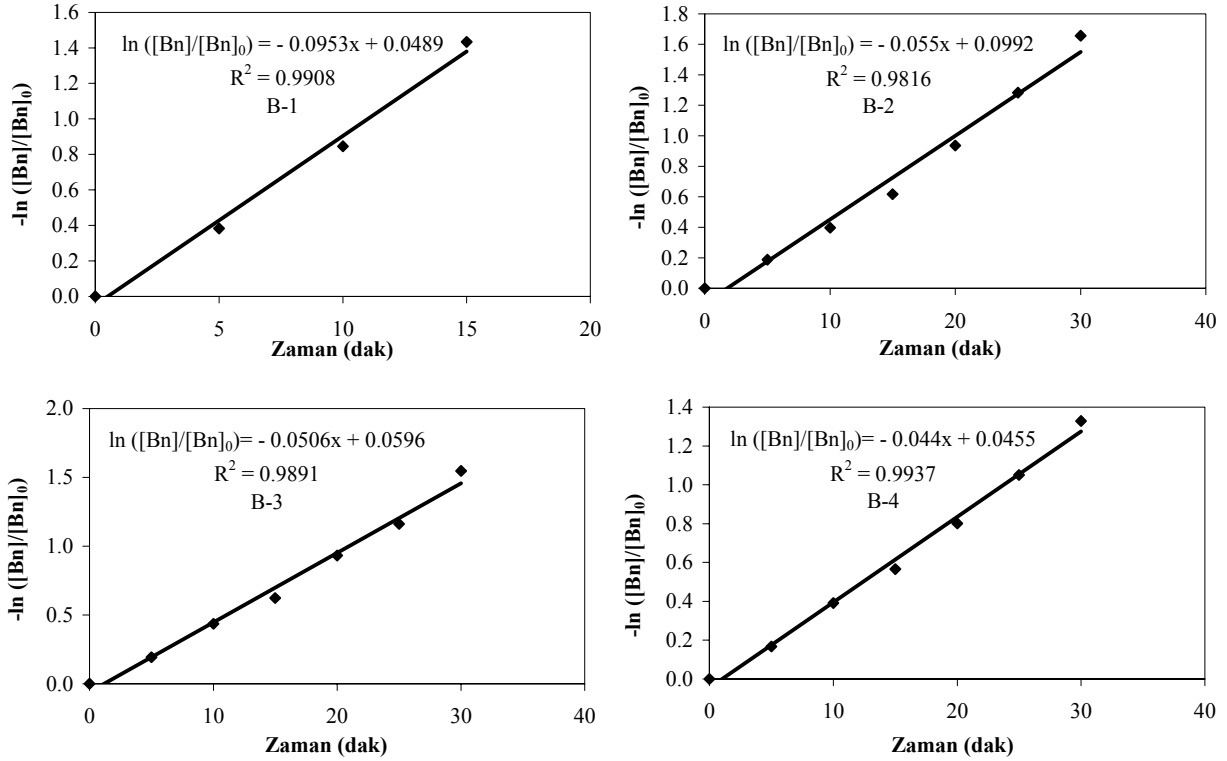 1.6
1.4
1.2
1.0
0.8
0.6
0.4
0.2
0.0
-ln ([Bn]/[Bn]₀)
ln ([Bn]/[Bn]₀) = - 0.0953x + 0.0489
R² = 0.9908
B-1
0 5 10 15 20
Zaman (dak)
1.8
1.6
1.4
1.2
1.0
0.8
0.6
0.4
0.2
0.0
-ln ([Bn]/[Bn]₀)
ln ([Bn]/[Bn]₀) = -0.055x + 0.0992
R² = 0.9816
B-2
0 10 20 30 40
Zaman (dak)
2.0
1.5
1.0
0.5
0.0
-ln ([Bn]/[Bn]₀)
ln ([Bn]/[Bn]₀)= - 0.0506x + 0.0596
R² = 0.9891
B-3
0 10 20 30 40
Zaman (dak)
1.4
1.2
1.0
0.8
0.6
0.4
0.2
0.0
-ln ([Bn]/[Bn]₀)
ln ([Bn]/[Bn]₀) = -0.044x + 0.0455
R² = 0.9937
B-4
0 10 20 30 40
Zaman (dak)